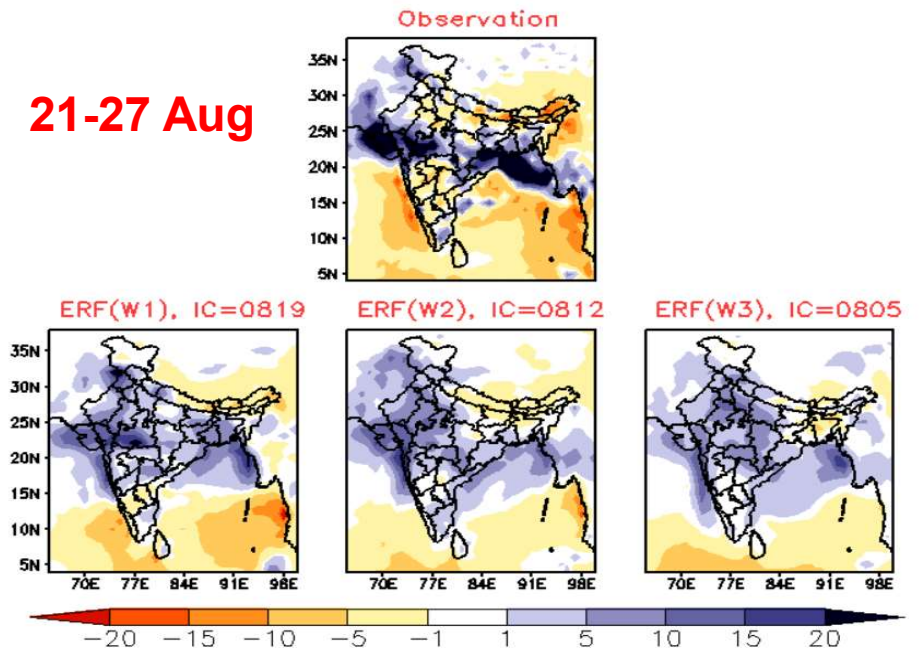 Observation
21-27 Aug
35N
30N
25N
20N
15N
10N
5N
ERF(W1), IC=0819
ERF(W2), IC=0812
ERF(W3), IC=0805
35N
30N
25N
20N
15N
10N
5N
70E 77E 84E 91E 98E
70E 77E 84E 91E 98E
70E 77E 84E 91E 98E
-20 -15 -10 -5 -1 1 5 10 15 20